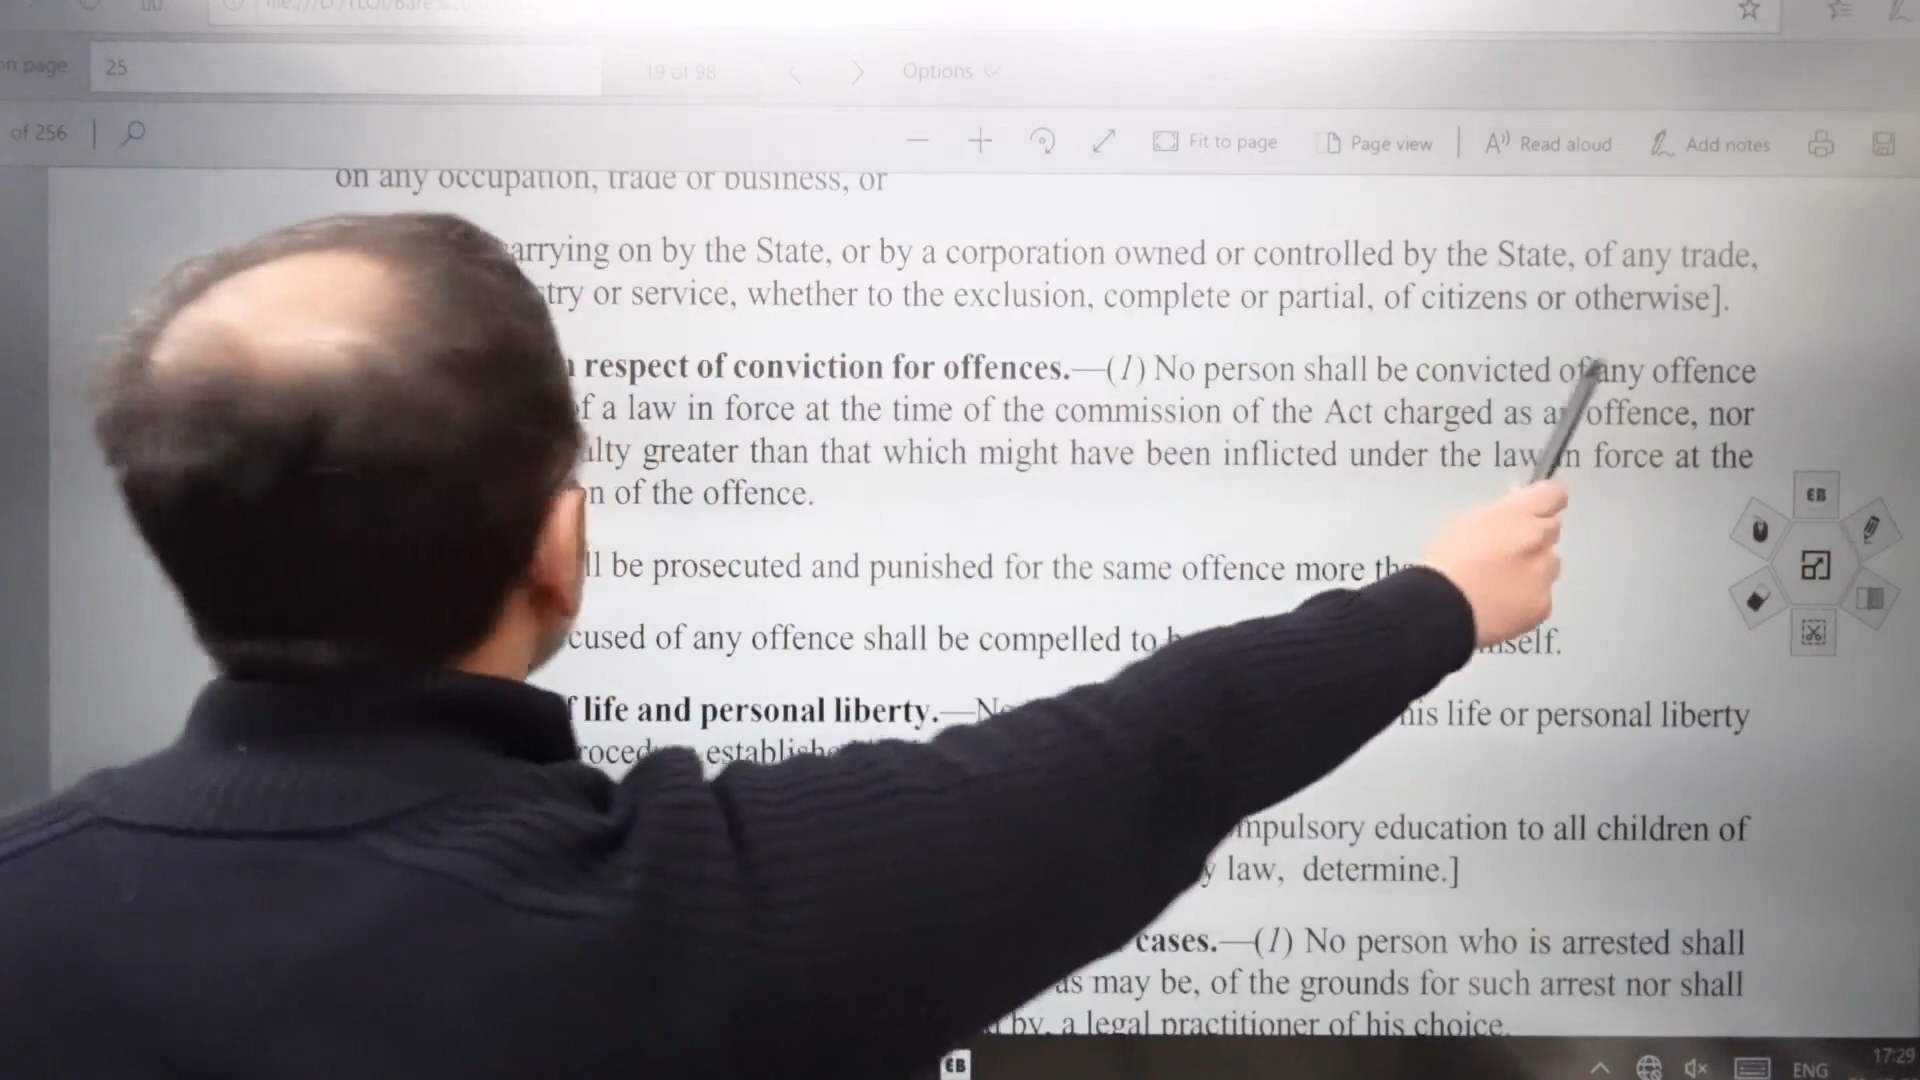 on page 25 19 of 98 Options
of 256 Fit to page Page view Read aloud Add notes
on any occupation, trade or business, or
arrying on by the State, or by a corporation owned or controlled by the State, of any trade,
try or service, whether to the exclusion, complete or partial, of citizens or otherwise].
respect of conviction for offences.—(1) No person shall be convicted of any offence
f a law in force at the time of the commission of the Act charged as a offence, nor
alty greater than that which might have been inflicted under the law in force at the
n of the offence.
ll be prosecuted and punished for the same offence more
EB
cused of any offence shall be compelled to self.
f life and personal liberty.— his life or personal liberty
established
mpulsory education to all children of
y law, determine.]
cases.—(1) No person who is arrested shall
as may be, of the grounds for such arrest nor shall
by, a legal practitioner of his choice.
EB ENG 17:29